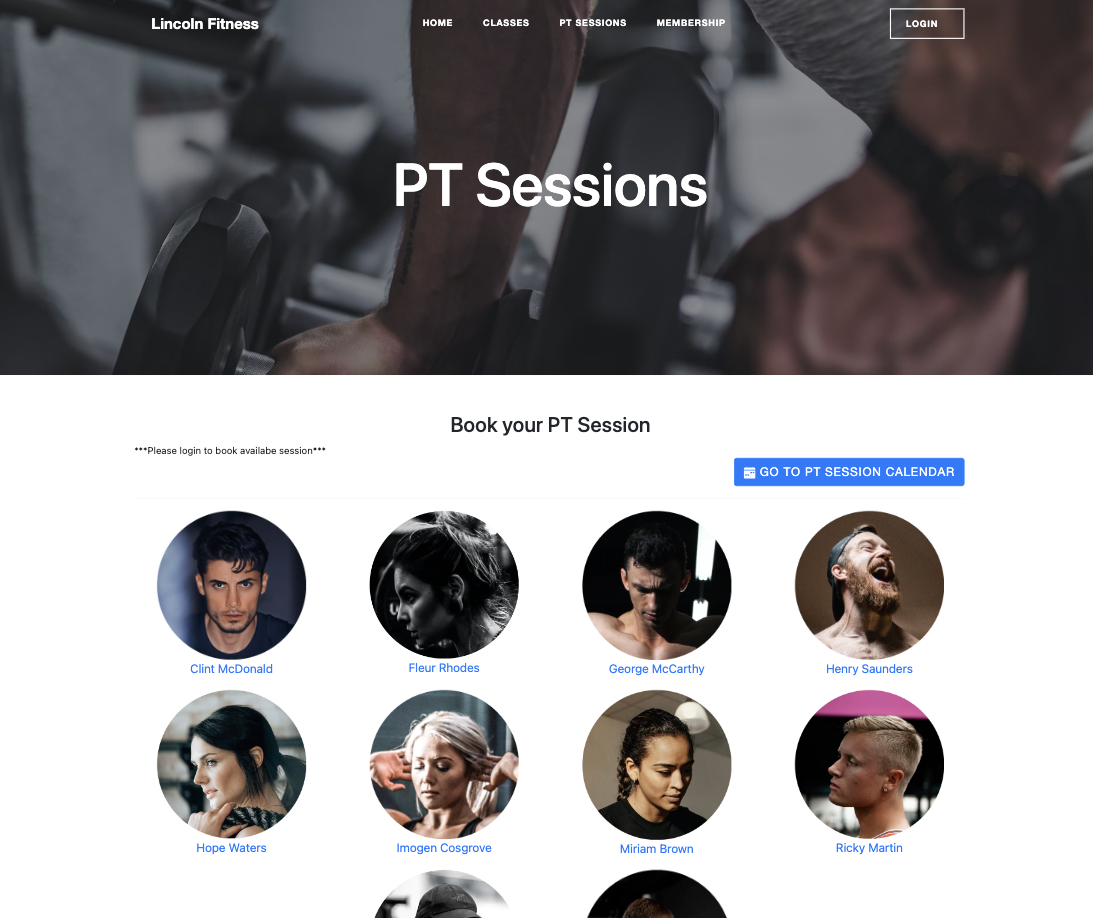 Lincoln Fitness HOME CLASSES PT SESSIONS MEMBERSHIP LOGIN
PT Sessions
Book your PT Session
***Please login to book availabe session***
GO TO PT SESSION CALENDAR
Clint McDonald Fleur Rhodes George McCarthy Henry Saunders
Hope Waters Imogen Cosgrove Miriam Brown Ricky Martin